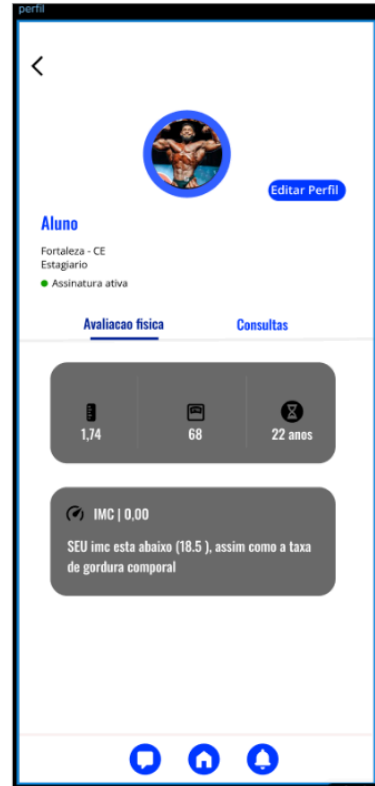 perfil
Editar Perfil
Aluno
Fortaleza - CE
Estagiario
Assinatura ativa
Avaliacao fisica
Consultas
1,74
68
22 anos
IMC | 0,00
SEU imc esta abaixo (18.5 ), assim como a taxa
de gordura comporal